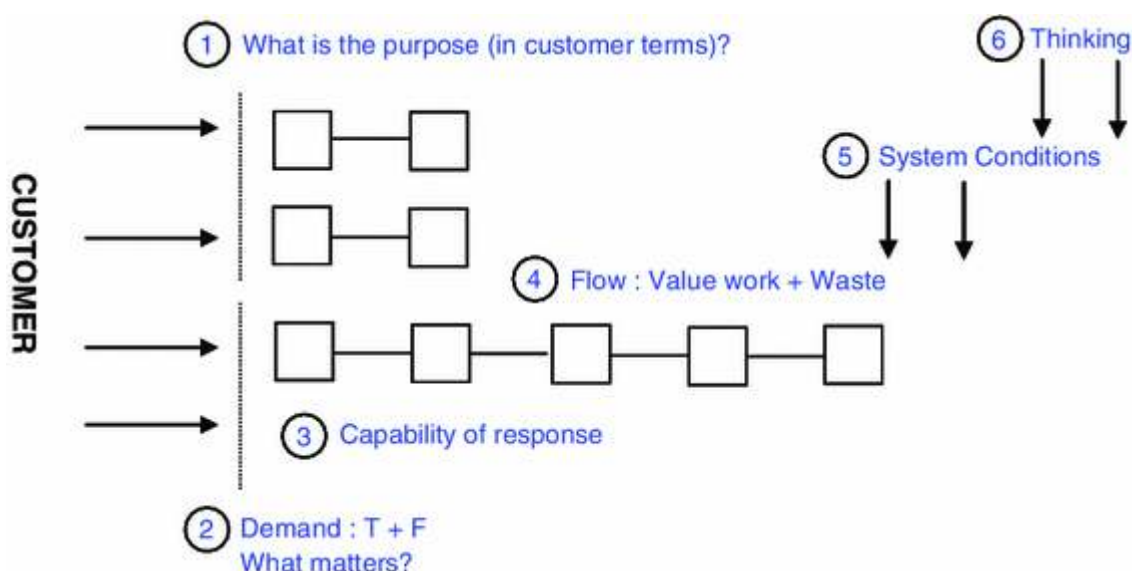 1 What is the purpose (in customer terms)?
6 Thinking
5 System Conditions
CUSTOMER
4 Flow : Value work + Waste
3 Capability of response
2 Demand : T + F
What matters?